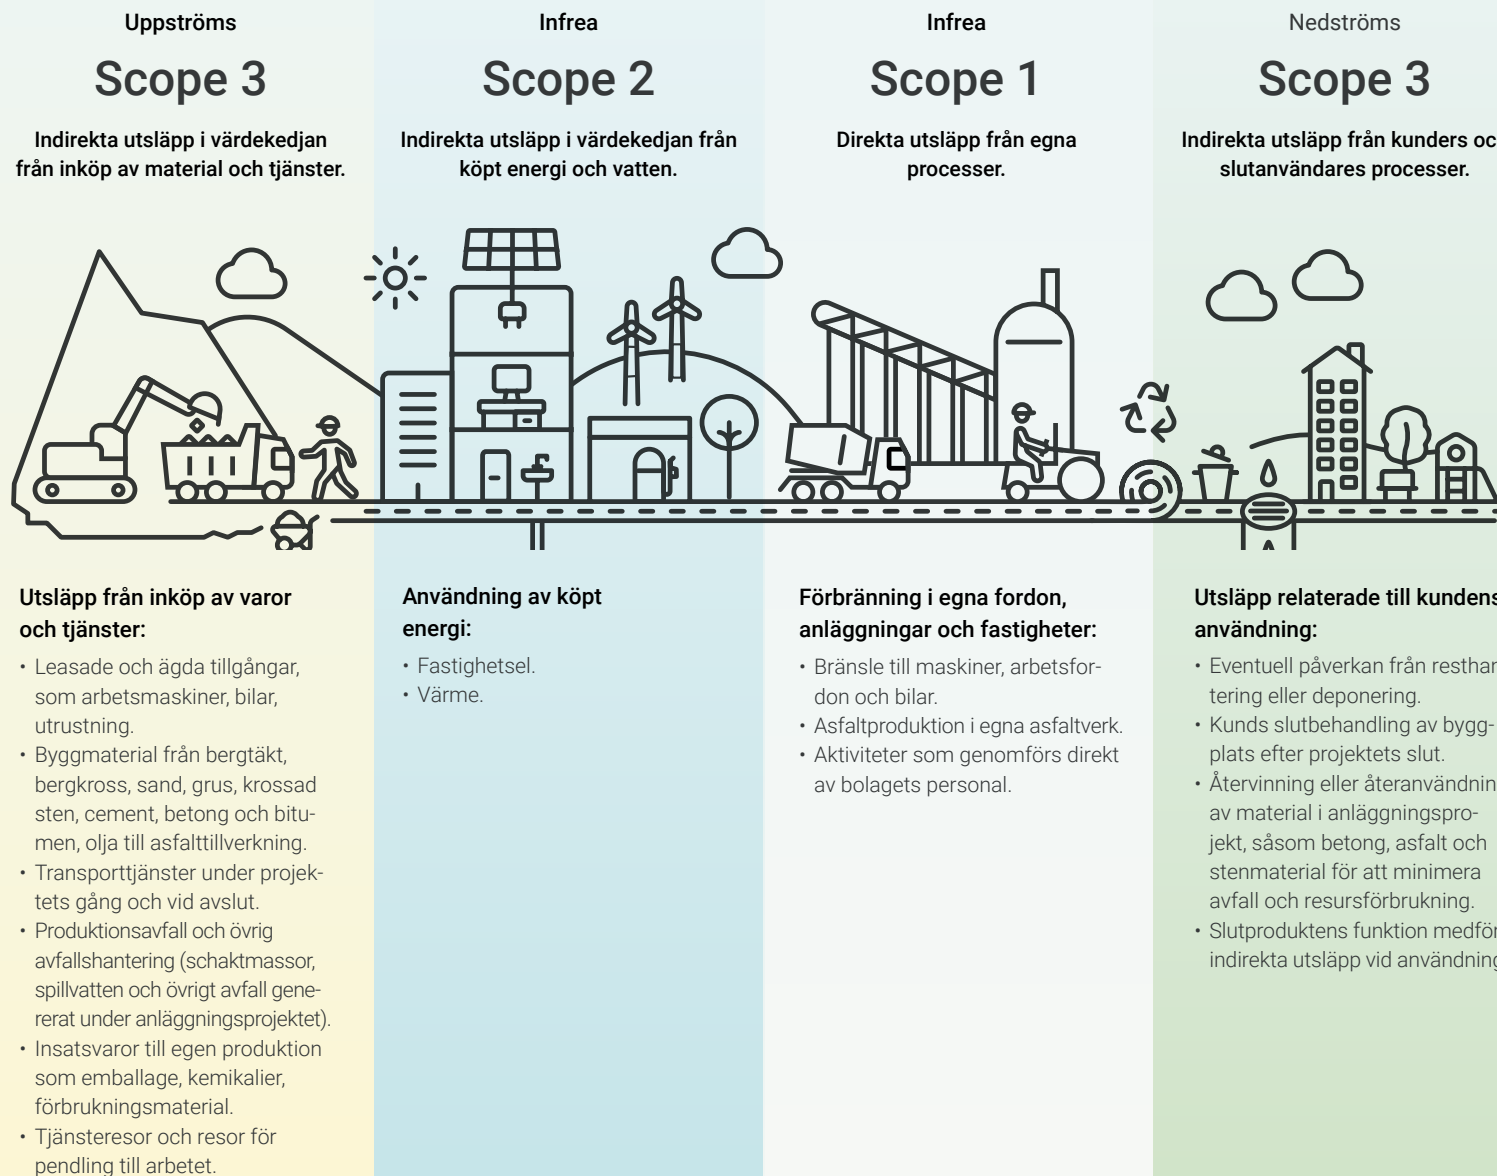 Uppströms
Scope 3
Indirekta utsläpp i värdekedjan
från inköp av material och tjänster.
Utsläpp från inköp av varor
och tjänster:
• Leasade och ägda tillgångar,
som arbetsmaskiner, bilar,
utrustning.
• Byggmaterial från bergtäkt,
bergkross, sand, grus, krossad
sten, cement, betong och bitu-
men, olja till asfalttillverkning.
• Transporttjänster under projek-
tets gång och vid avslut.
• Produktionsavfall och övrig
avfallshantering (schaktmassor,
spillvatten och övrigt avfall gene-
rerat under anläggningsprojektet).
• Insatsvaror till egen produktion
som emballage, kemikalier,
förbrukningsmaterial.
• Tjänsteresor och resor för
pendling till arbetet.
Infrea
Scope 2
Indirekta utsläpp i värdekedjan från
köpt energi och vatten.
Användning av köpt
energi:
• Fastighetsel.
• Värme.
Infrea
Scope 1
Direkta utsläpp från egna
processer.
Förbränning i egna fordon,
anläggningar och fastigheter:
• Bränsle till maskiner, arbetsfor-
don och bilar.
• Asfaltproduktion i egna asfaltverk.
• Aktiviteter som genomförs direkt
av bolagets personal.
Nedströms
Scope 3
Indirekta utsläpp från kunders oc
slutanvändares processer.
Utsläpp relaterade till kundens
användning:
• Eventuell påverkan från resthan
tering eller deponering.
• Kunds slutbehandling av bygg-
plats efter projektets slut.
• Återvinning eller återanvändnin
av material i anläggningspro-
jekt, såsom betong, asfalt och
stenmaterial för att minimera
avfall och resursförbrukning.
• Slutproduktens funktion medför
indirekta utsläpp vid användning